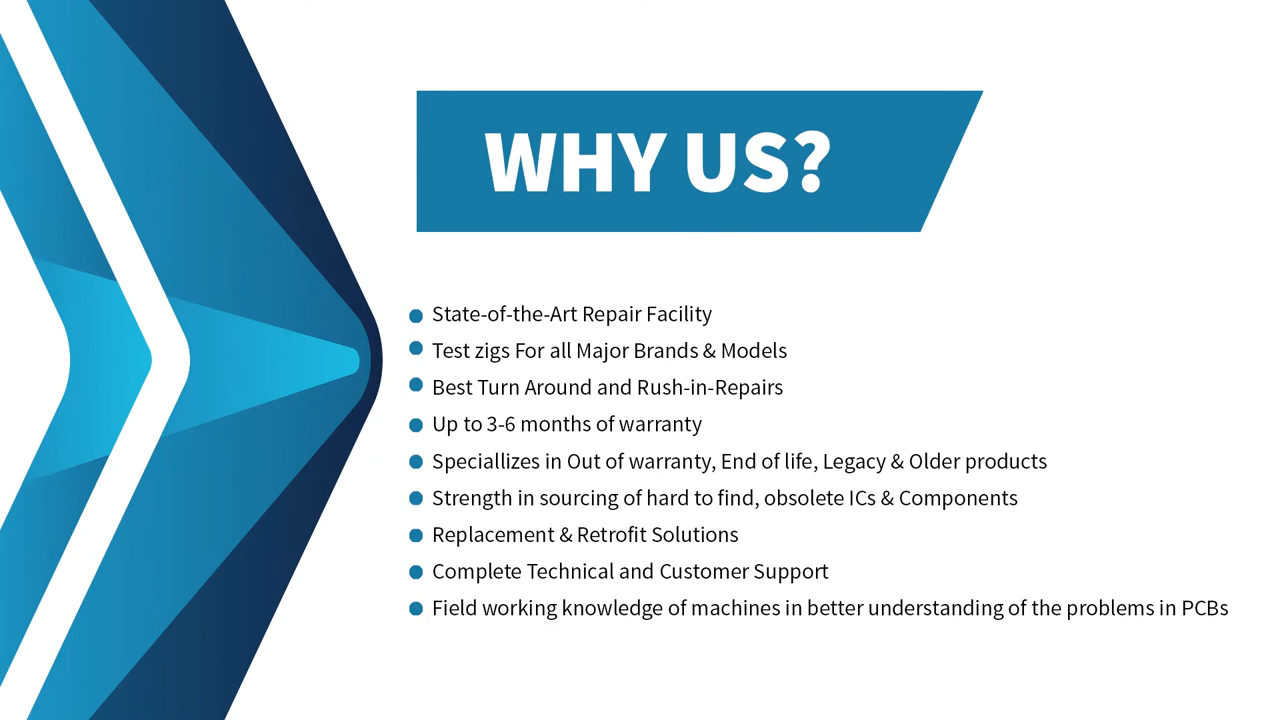 WHY US?
State-of-the-Art Repair Facility
Test zigs For all Major Brands & Models
Best Turn Around and Rush-in-Repairs
Up to 3-6 months of warranty
Speciallizes in Out of warranty, End of life, Legacy & Older products
Strength in sourcing of hard to find, obsolete ICs & Components
Replacement & Retrofit Solutions
Complete Technical and Customer Support
Field working knowledge of machines in better understanding of the problems in PCBs